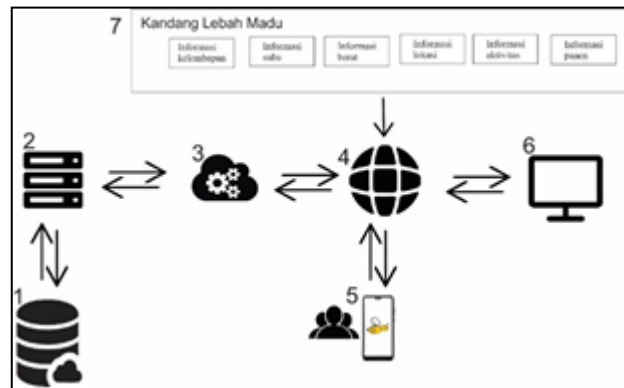 7 Kandang Lebah Madu
Informasi kelembapan
Informasi suhu
Informasi berat
Informasi lokasi
Informasi aktivitas
Informasi panen
2
3
4
6
1
5